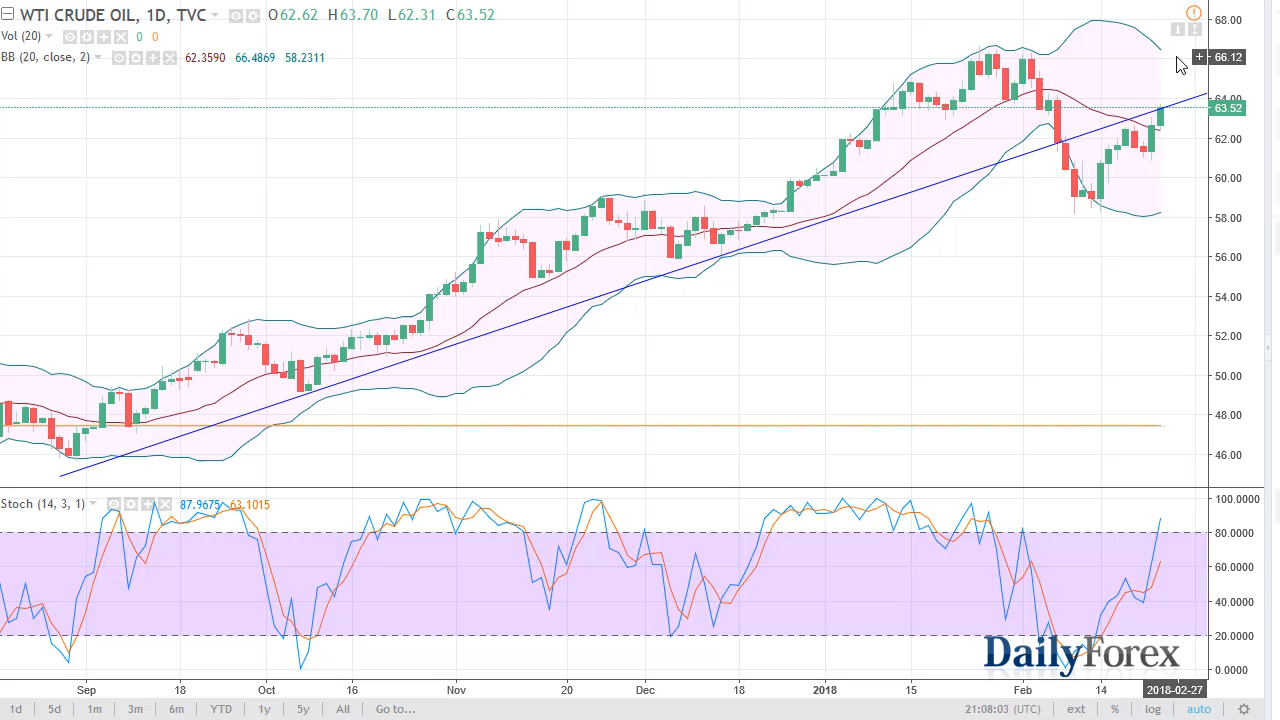 WTI CRUDE OIL, 1D, TVC O62.62 H63.70 L62.31 C63.52
Vol (20) 0 0
BB (20, close, 2) 62.3590 66.4869 58.2311
68.00
66.12
64.00
63.52
62.00
60.00
58.00
56.00
54.00
52.00
50.00
48.00
46.00
Stoch (14, 3, 1) 87.9675 63.1015
100.0000
80.0000
60.0000
40.0000
20.0000
0.0000
DailyForex
Sep 18 Oct 16 Nov 20 Dec 18 2018 15 Feb 14 2018-02-27
1d 5d 1m 3m 6m YTD 1y 5y All Go to... 21:08:03 (UTC) ext % log auto